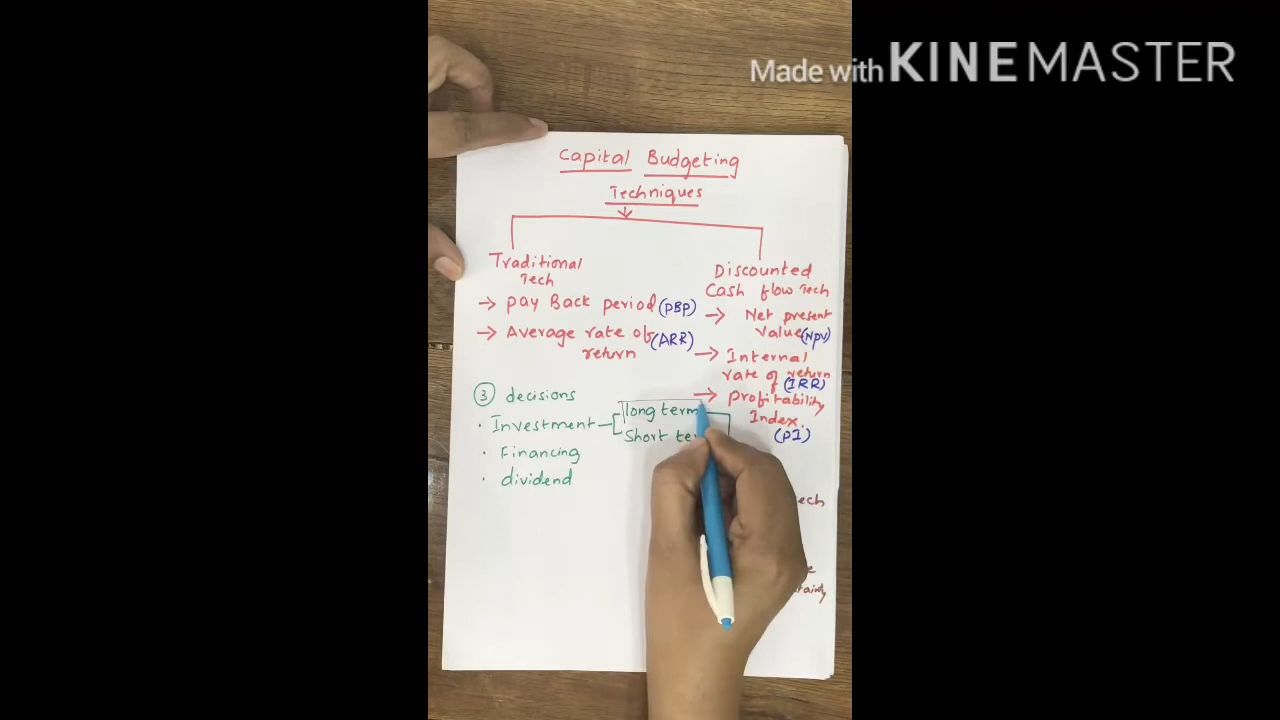 Made with KINEMASTER
Capital Budgeting
Techniques
Traditional
Tech
→ pay Back period (PBP)
→ Average rate of (ARR)
return
Discounted
Cash flow Tech
→ Net present
Value (NPV)
→ Internal
rate of return
(IRR)
→ profitability
Index.
(PI)
③ decisions
· Investment
long term
Short
· Financing
· dividend